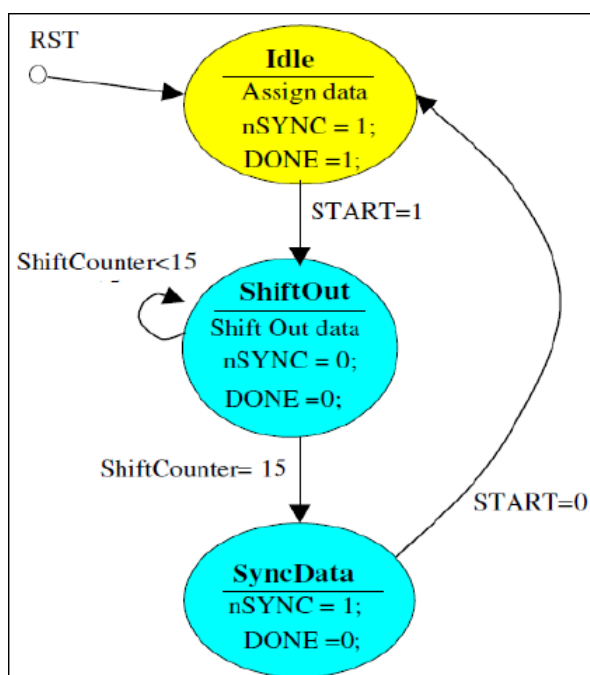 RST
Idle
Assign data
nSYNC = 1;
DONE =1;
START=1
ShiftCounter<15
ShiftOut
Shift Out data
nSYNC = 0;
DONE =0;
ShiftCounter= 15
START=0
SyncData
nSYNC = 1;
DONE =0;